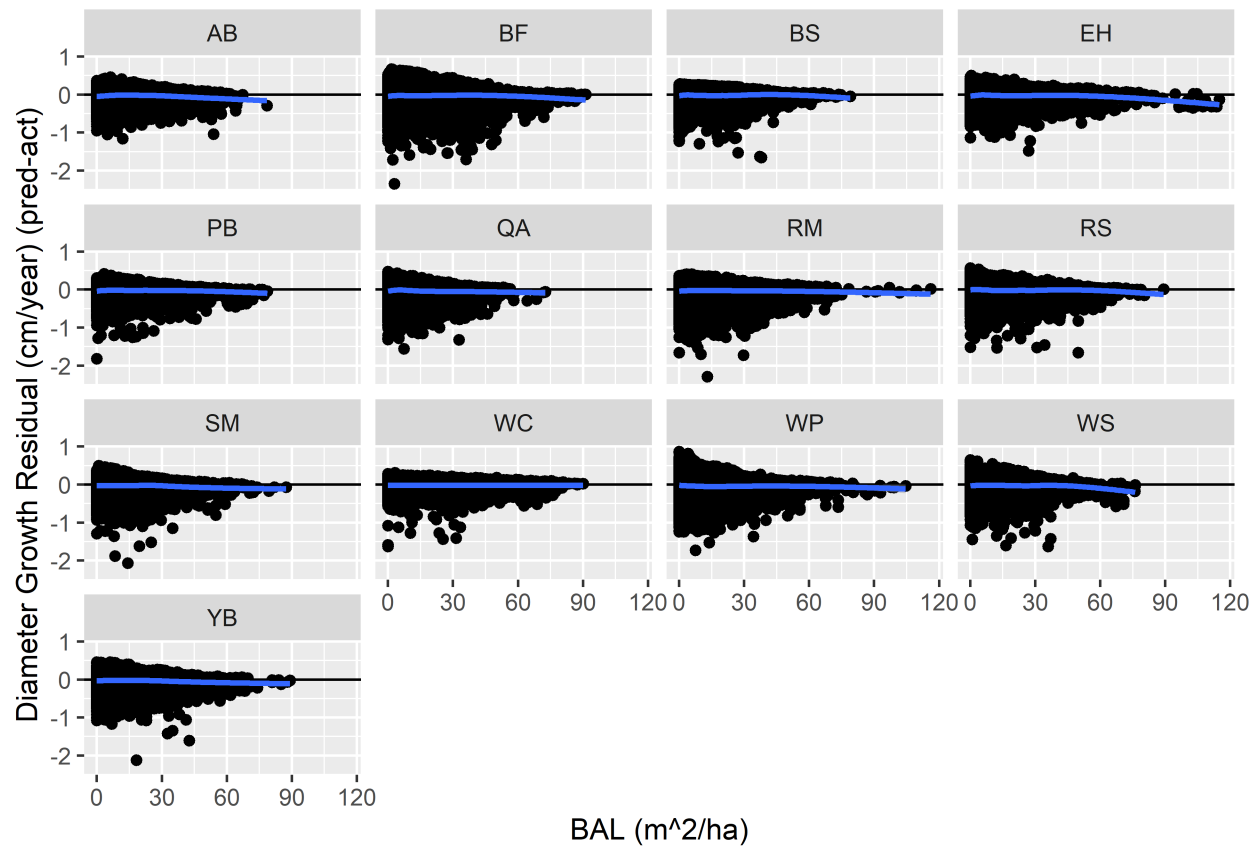 Diameter Growth Residual (cm/year) (pred-act)
AB BF BS EH
1
0
-1
-2
PB QA RM RS
1
0
-1
-2
SM WC WP WS
1
0
-1
-2
0 30 60 90 120 0 30 60 90 120 0 30 60 90 120
YB
1
0
-1
-2
0 30 60 90 120
BAL (m^2/ha)